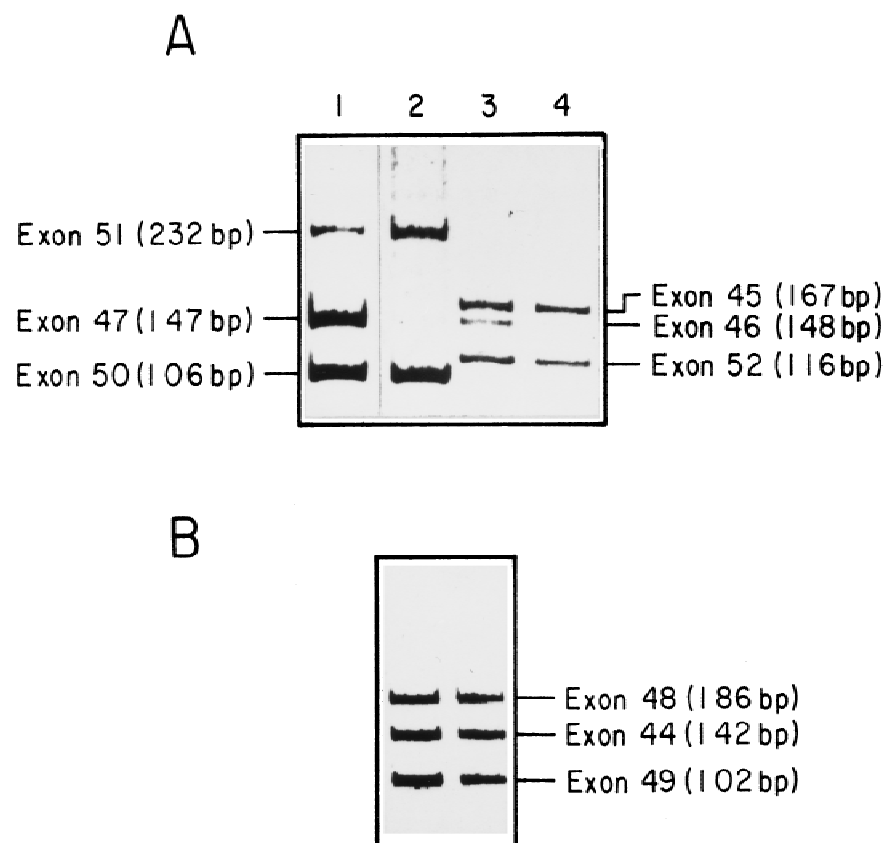 A
1 2 3 4
Exon 51 (232 bp)
Exon 47 (147 bp)
Exon 50 (106 bp)
Exon 45 (167 bp)
Exon 46 (148 bp)
Exon 52 (116 bp)
B
Exon 48 (186 bp)
Exon 44 (142 bp)
Exon 49 (102 bp)